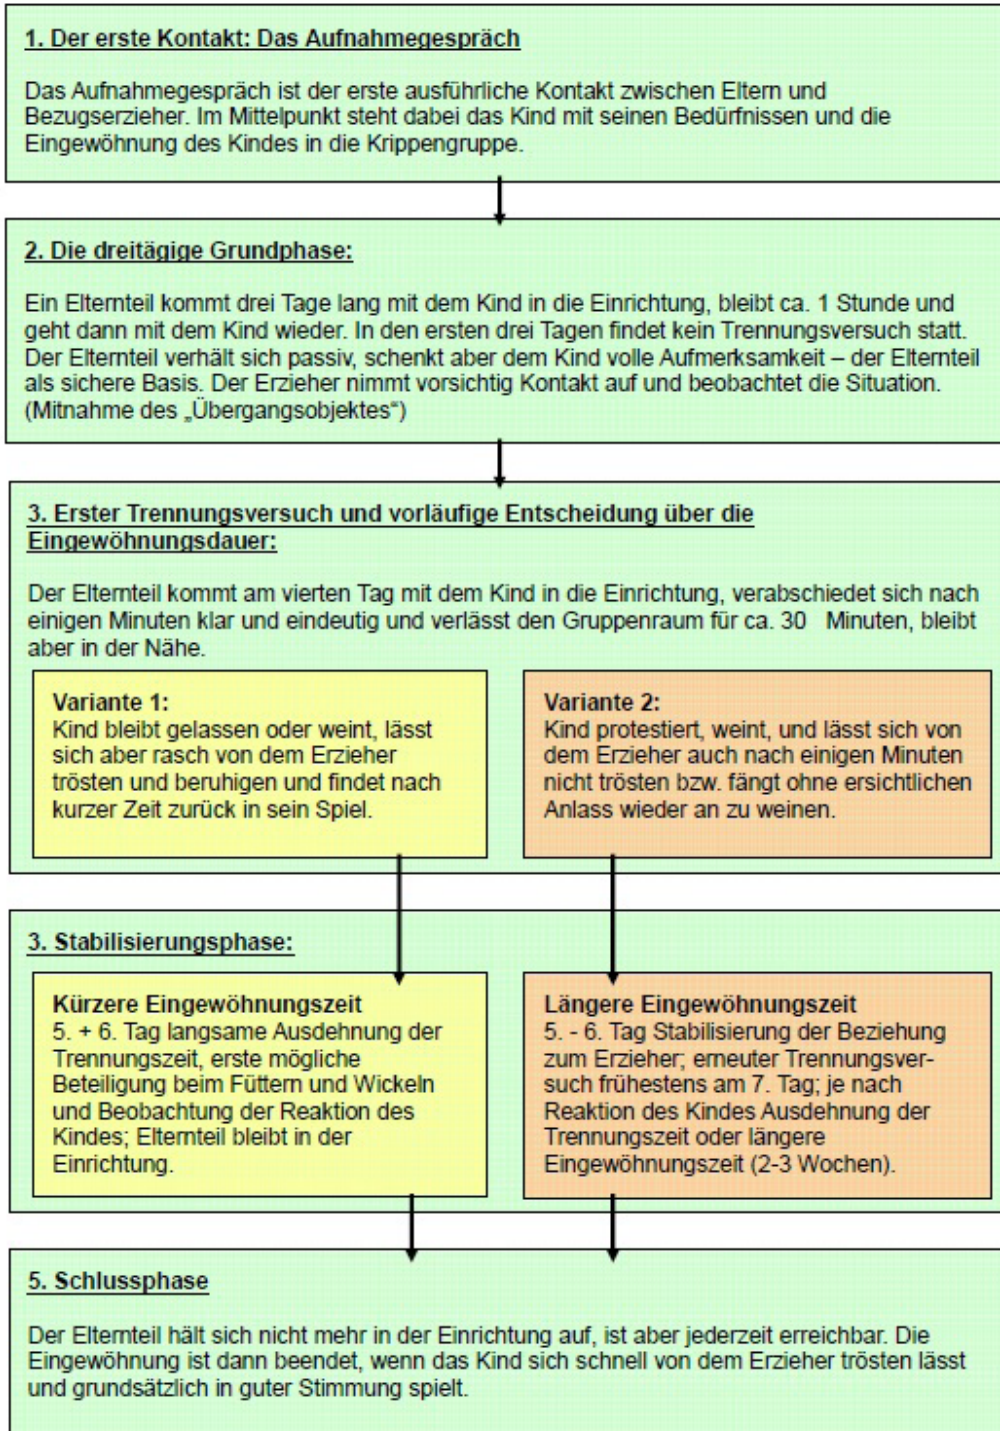 1. Der erste Kontakt: Das Aufnahmegespräch
Das Aufnahmegespräch ist der erste ausführliche Kontakt zwischen Eltern und
Bezugserzieher. Im Mittelpunkt steht dabei das Kind mit seinen Bedürfnissen und die
Eingewöhnung des Kindes in die Krippengruppe.
2. Die dreitägige Grundphase:
Ein Elternteil kommt drei Tage lang mit dem Kind in die Einrichtung, bleibt ca. 1 Stunde und
geht dann mit dem Kind wieder. In den ersten drei Tagen findet kein Trennungsversuch statt.
Der Elternteil verhält sich passiv, schenkt aber dem Kind volle Aufmerksamkeit – der Elternteil
als sichere Basis. Der Erzieher nimmt vorsichtig Kontakt auf und beobachtet die Situation.
(Mitnahme des „Übergangsobjektes“)
3. Erster Trennungsversuch und vorläufige Entscheidung über die
Eingewöhnungsdauer:
Der Elternteil kommt am vierten Tag mit dem Kind in die Einrichtung, verabschiedet sich nach
einigen Minuten klar und eindeutig und verlässt den Gruppenraum für ca. 30 Minuten, bleibt
aber in der Nähe.
Variante 1:
Kind bleibt gelassen oder weint, lässt
sich aber rasch von dem Erzieher
trösten und beruhigen und findet nach
kurzer Zeit zurück in sein Spiel.
Variante 2:
Kind protestiert, weint, und lässt sich von
dem Erzieher auch nach einigen Minuten
nicht trösten bzw. fängt ohne ersichtlichen
Anlass wieder an zu weinen.
3. Stabilisierungsphase:
Kürzere Eingewöhnungszeit
5. + 6. Tag langsame Ausdehnung der
Trennungszeit, erste mögliche
Beteiligung beim Füttern und Wickeln
und Beobachtung der Reaktion des
Kindes; Elternteil bleibt in der
Einrichtung.
Längere Eingewöhnungszeit
5. - 6. Tag Stabilisierung der Beziehung
zum Erzieher; erneuter Trennungsver-
such frühestens am 7. Tag; je nach
Reaktion des Kindes Ausdehnung der
Trennungszeit oder längere
Eingewöhnungszeit (2-3 Wochen).
5. Schlussphase
Der Elternteil hält sich nicht mehr in der Einrichtung auf, ist aber jederzeit erreichbar. Die
Eingewöhnung ist dann beendet, wenn das Kind sich schnell von dem Erzieher trösten lässt
und grundsätzlich in guter Stimmung spielt.